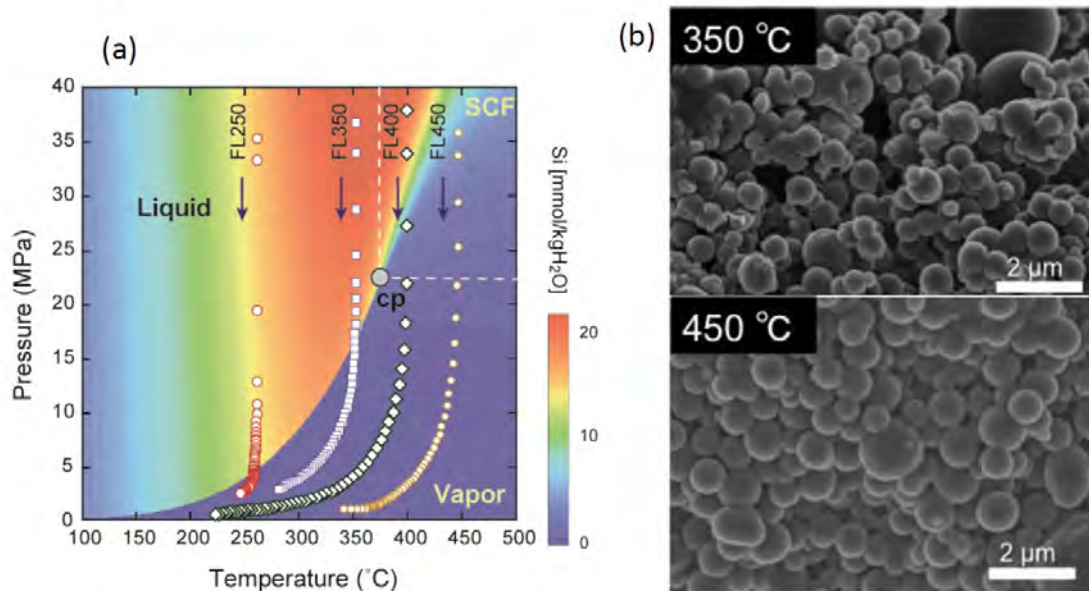 (a)
40
35
30
25
20
15
10
5
0
Pressure (MPa)
100 150 200 250 300 350 400 450 500
Temperature (˚C)
FL250
FL350
FL400
FL450
SCF
Liquid
cp
Vapor
Si [mmol/kgH₂O]
20
10
0
(b)
350 ℃
2 μm
450 ℃
2 μm